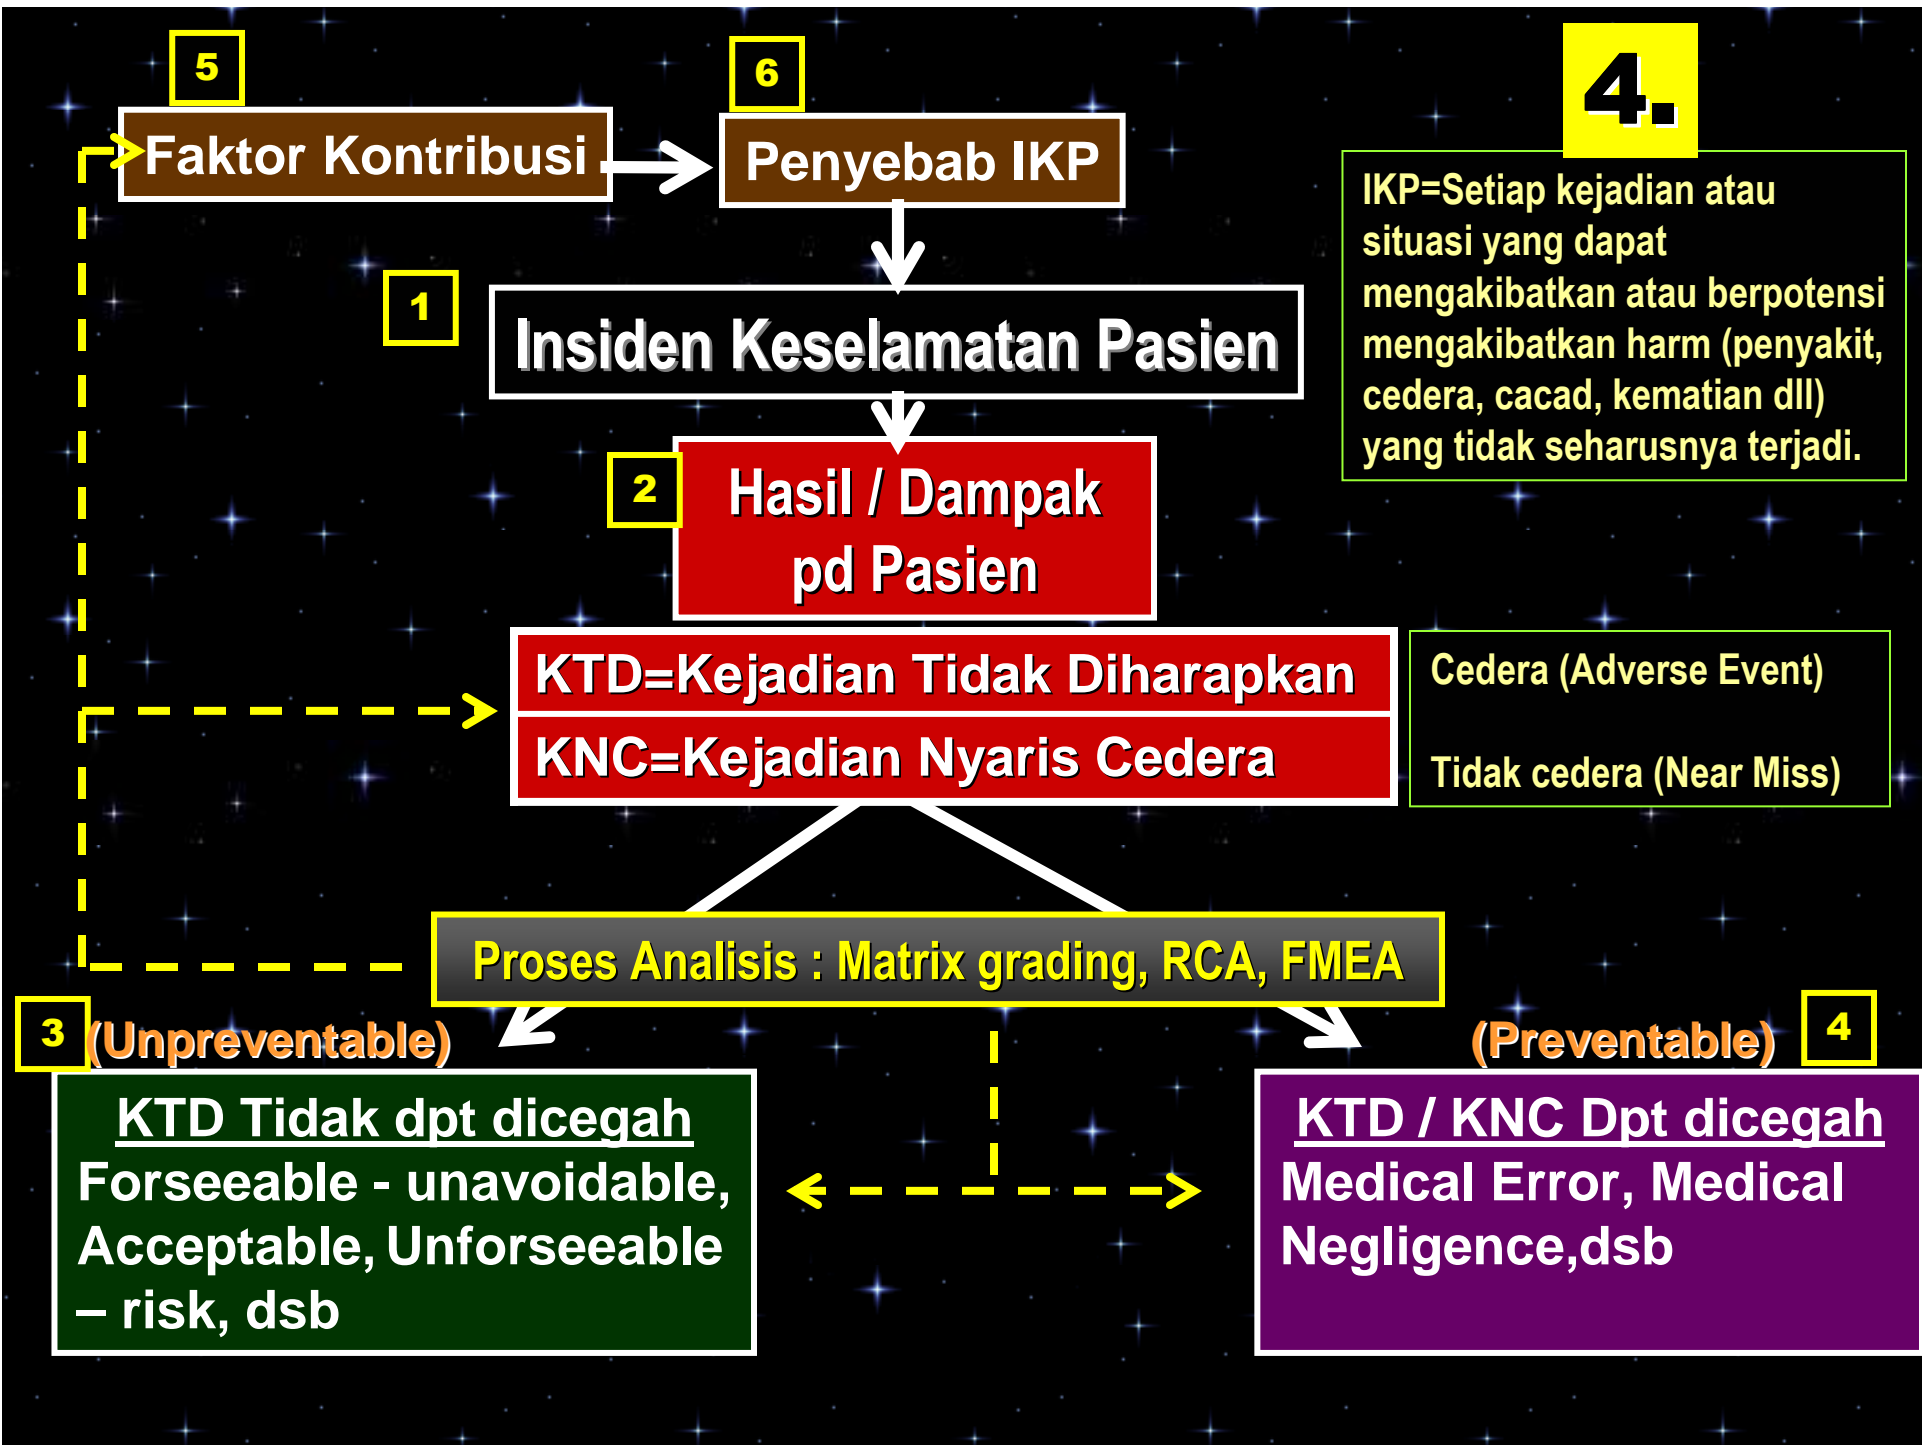 5
6
4.
Faktor Kontribusi
Penyebab IKP
IKP=Setiap kejadian atau
situasi yang dapat
mengakibatkan atau berpotensi
mengakibatkan harm (penyakit,
cedera, cacad, kematian dll)
yang tidak seharusnya terjadi.
1
Insiden Keselamatan Pasien
2
Hasil / Dampak
pd Pasien
KTD=Kejadian Tidak Diharapkan
KNC=Kejadian Nyaris Cedera
Cedera (Adverse Event)
Tidak cedera (Near Miss)
Proses Analisis : Matrix grading, RCA, FMEA
3
(Unpreventable)
KTD Tidak dpt dicegah
Forseeable - unavoidable,
Acceptable, Unforseeable
– risk, dsb
(Preventable)
4
KTD / KNC Dpt dicegah
Medical Error, Medical
Negligence,dsb